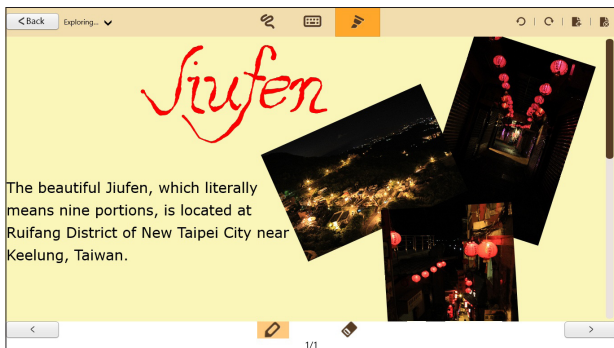 < Back Exploring...
Jiufen
The beautiful Jiufen, which literally
means nine portions, is located at
Ruifang District of New Taipei City near
Keelung, Taiwan.
< >
1/1